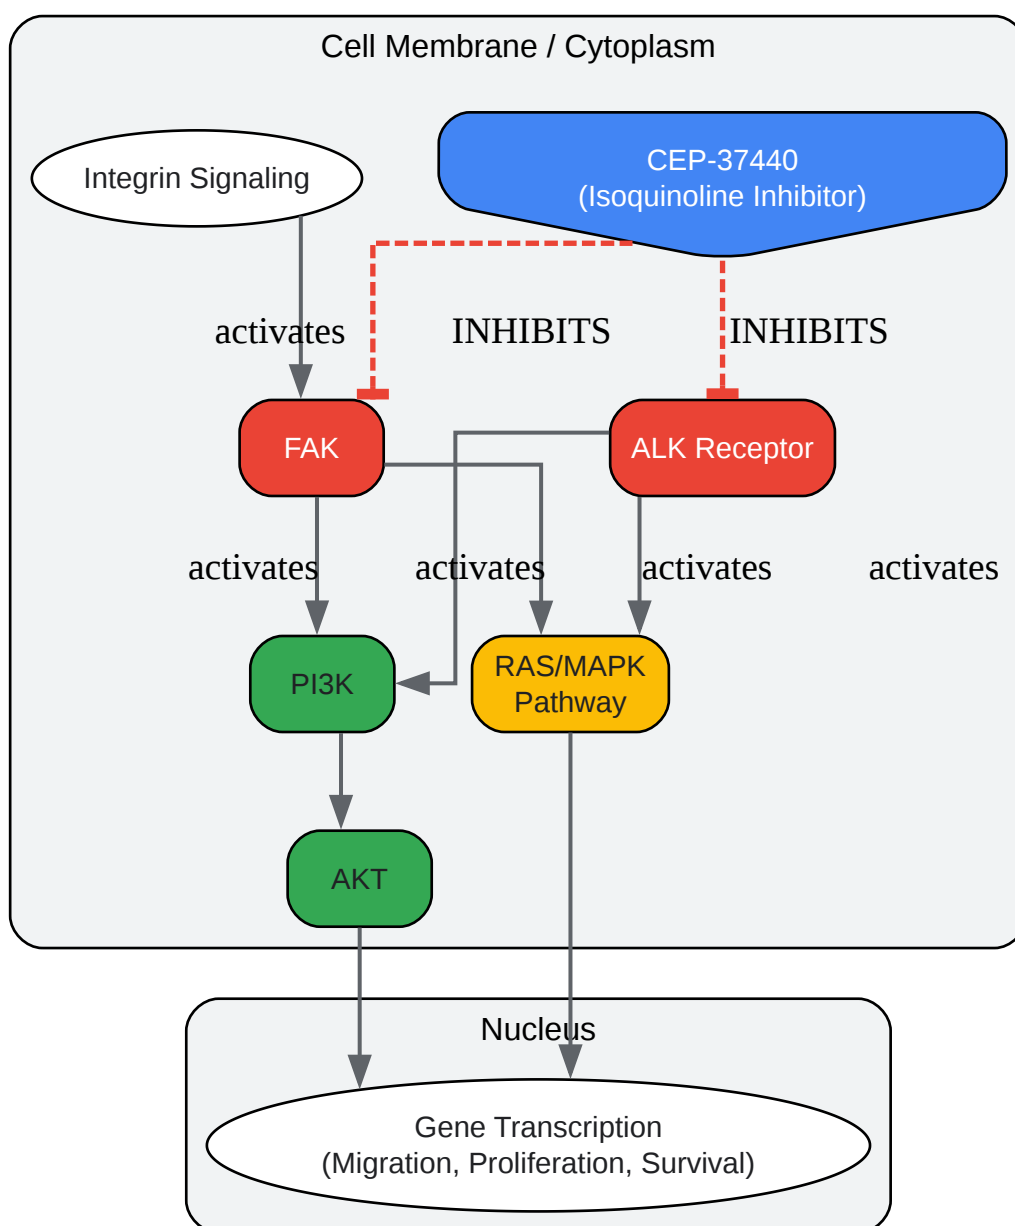 Cell Membrane / Cytoplasm
Integrin Signaling
CEP-37440
(Isoquinoline Inhibitor)
activates
INHIBITS
INHIBITS
FAK
ALK Receptor
activates
activates
activates
activates
PI3K
RAS/MAPK
Pathway
AKT
Nucleus
Gene Transcription
(Migration, Proliferation, Survival)